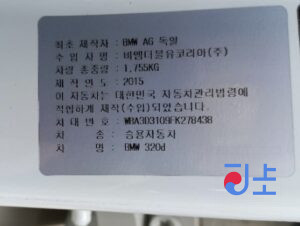 최초 제작자 : BMW AG 독일
수 입 자 명 : 비엠더블유코리아(주)
차량 총중량 : 1,755KG
제 작 연 도 : 2015
이 자동차는 대한민국 자동차관리법령에
적합하게 제작(수입)되었습니다.
차 대 번 호 : WBA3D3109FK278438
차 종 : 승용자동차
차 명 : BMW 320d